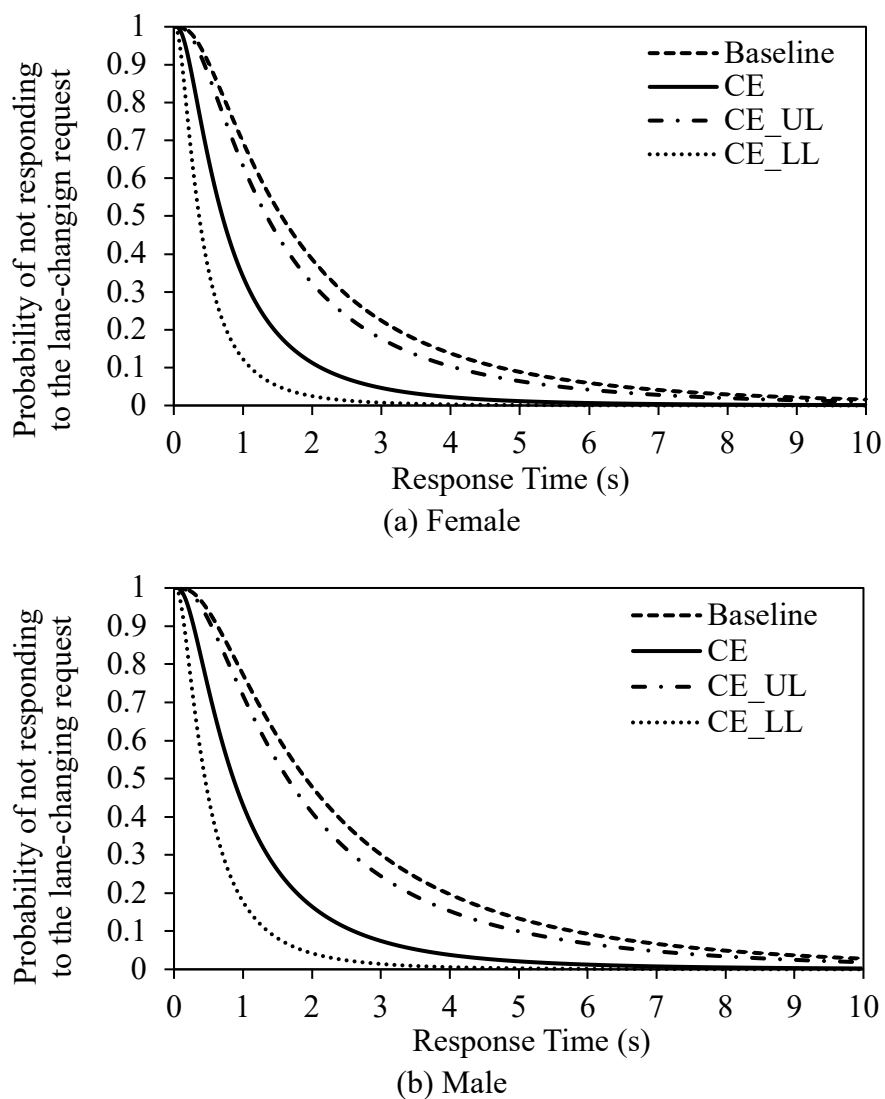 Probability of not responding
to the lane-changign request
1
0.9
0.8
0.7
0.6
0.5
0.4
0.3
0.2
0.1
0
Baseline
CE
CE_UL
CE_LL
0 1 2 3 4 5 6 7 8 9 10
Response Time (s)
(a) Female
Probability of not responding
to the lane-changing request
1
0.9
0.8
0.7
0.6
0.5
0.4
0.3
0.2
0.1
0
Baseline
CE
CE_UL
CE_LL
0 1 2 3 4 5 6 7 8 9 10
Response Time (s)
(b) Male